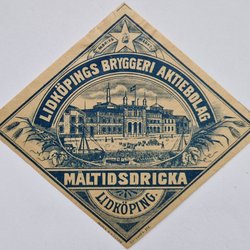 LIDKÖPINGS BRYGGERI AKTIEBOLAG
MÅLTIDSDRICKA
LIDKÖPING